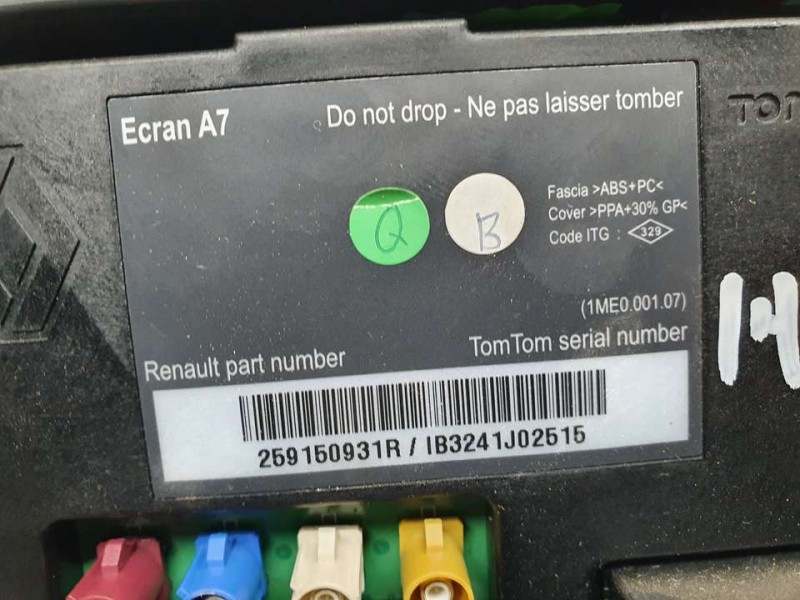 Ecran A7
Do not drop - Ne pas laisser tomber
TOM
Q
B
Fascia >ABS+PC<
Cover >PPA+30% GP<
Code ITG : 329
(1ME0.001.07)
Renault part number
TomTom serial number
259150931R / IB3241J02515